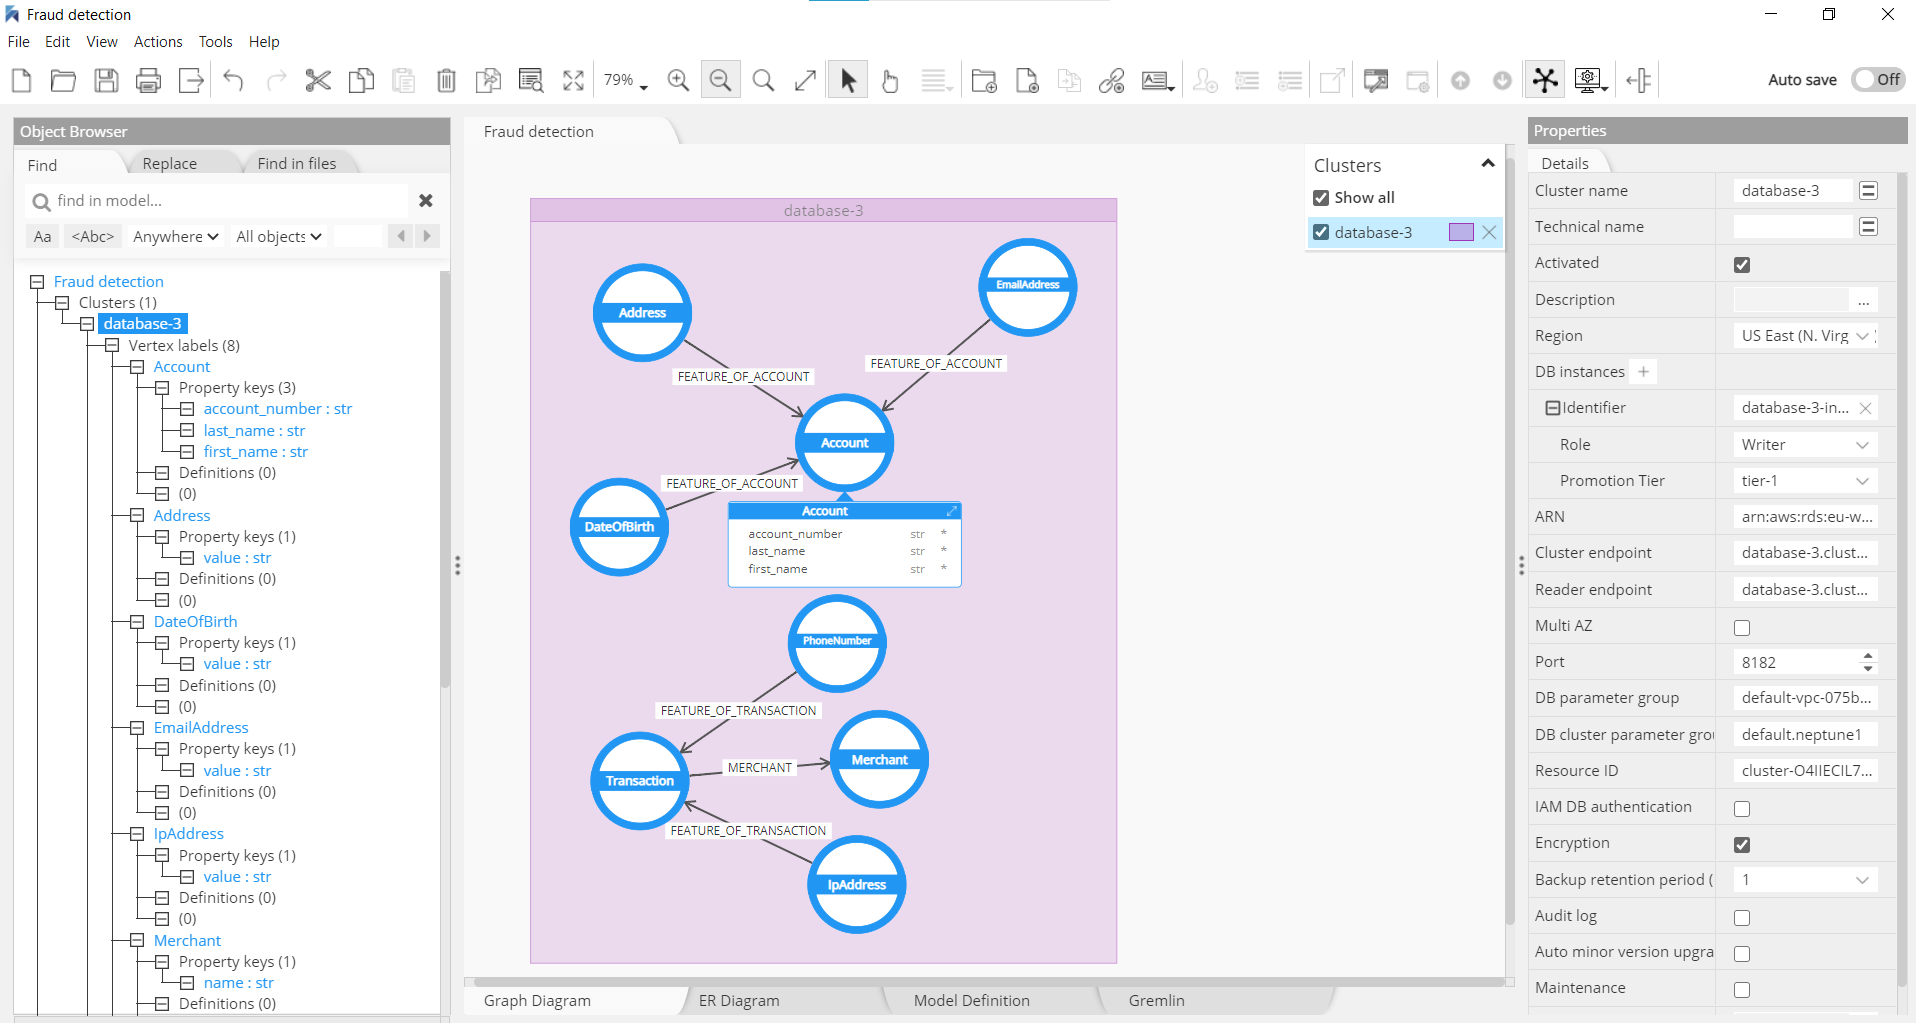 Fraud detection
File Edit View Actions Tools Help
79%
Auto save Off
Object Browser
Find Replace Find in files
find in model...
Aa <Abc> Anywhere All objects
Fraud detection
Clusters (1)
database-3
Vertex labels (8)
Account
Property keys (3)
account_number : str
last_name : str
first_name : str
Definitions (0)
(0)
Address
Property keys (1)
value : str
Definitions (0)
(0)
DateOfBirth
Property keys (1)
value : str
Definitions (0)
(0)
EmailAddress
Property keys (1)
value : str
Definitions (0)
(0)
IpAddress
Property keys (1)
value : str
Definitions (0)
(0)
Merchant
Property keys (1)
name : str
Definitions (0)
Fraud detection
database-3
EmailAddress
Address
FEATURE_OF_ACCOUNT
FEATURE_OF_ACCOUNT
Account
FEATURE_OF_ACCOUNT
DateOfBirth
Account
account_number str *
last_name str *
first_name str *
PhoneNumber
FEATURE_OF_TRANSACTION
Merchant
MERCHANT
Transaction
FEATURE_OF_TRANSACTION
IpAddress
Clusters
Show all
database-3
Graph Diagram ER Diagram Model Definition Gremlin
Properties
Details
Cluster name database-3
Technical name
Activated
Description ...
Region US East (N. Virg
DB instances +
Identifier database-3-in...
Role Writer
Promotion Tier tier-1
ARN arn:aws:rds:eu-w...
Cluster endpoint database-3.clust...
Reader endpoint database-3.clust...
Multi AZ
Port 8182
DB parameter group default-vpc-075b...
DB cluster parameter grou default.neptune1
Resource ID cluster-O4IIECIL7...
IAM DB authentication
Encryption
Backup retention period ( 1
Audit log
Auto minor version upgra
Maintenance